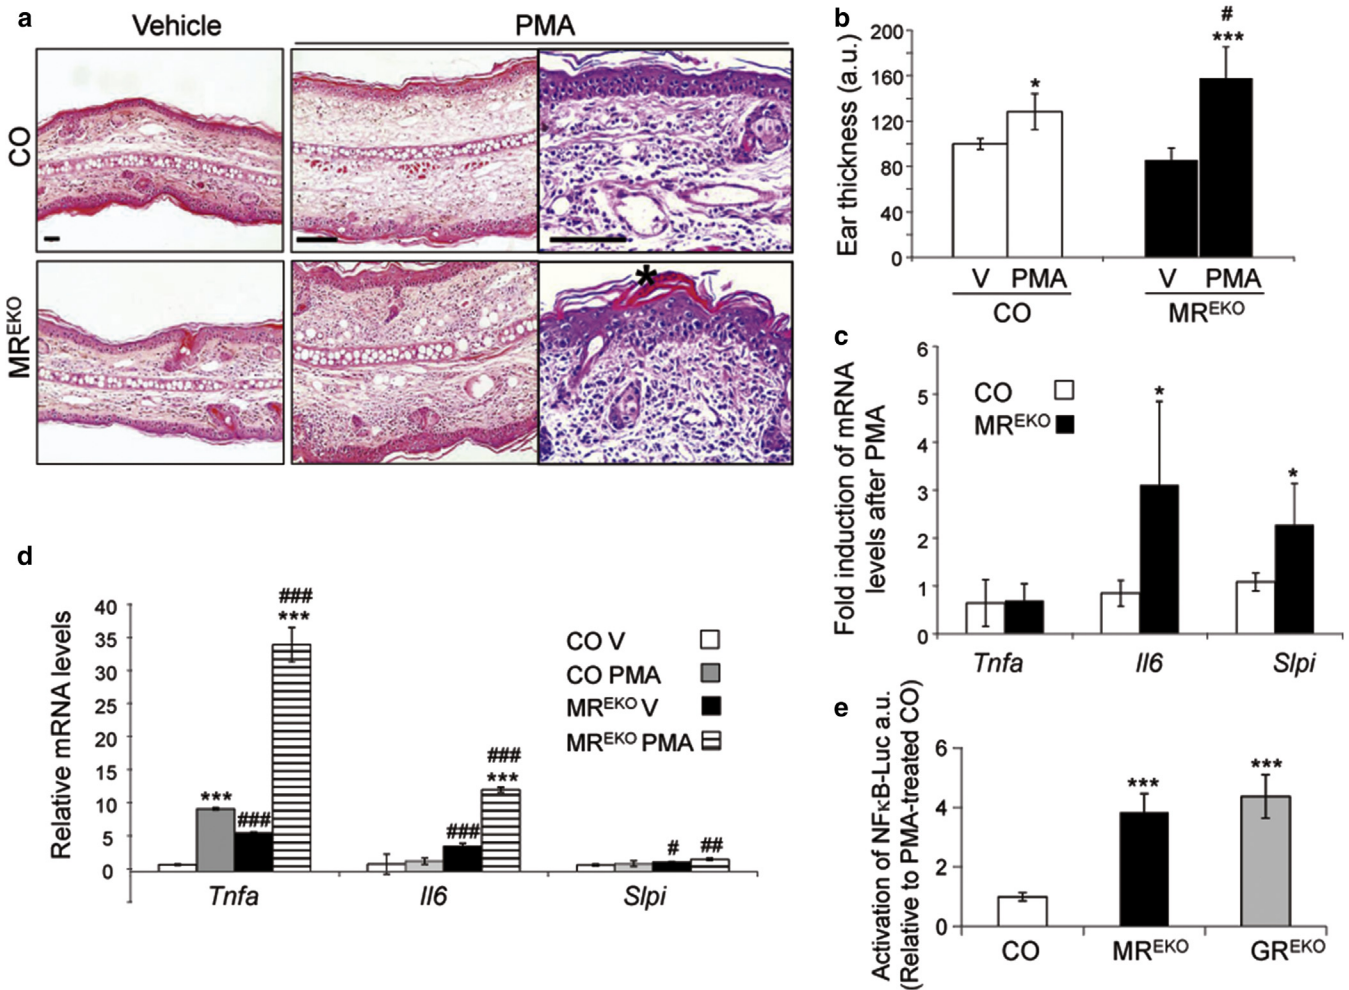 a
Vehicle
PMA
CO
MREKO
*
b
Ear thickness (a.u.)
200
160
120
80
40
0
*
#
***
V PMA
V PMA
CO
MREKO
c
Fold induction of mRNA
levels after PMA
6
5
4
3
2
1
0
CO
MREKO
*
*
Tnfa
Il6
Slpi
d
Relative mRNA levels
40
35
30
25
20
15
10
5
0
***
###
###
***
###
###
***
#
##
CO V
CO PMA
MREKO V
MREKO PMA
Tnfa
Il6
Slpi
e
Activation of NFκB-Luc a.u.
(Relative to PMA-treated CO)
6
4
2
0
***
***
CO
MREKO
GREKO